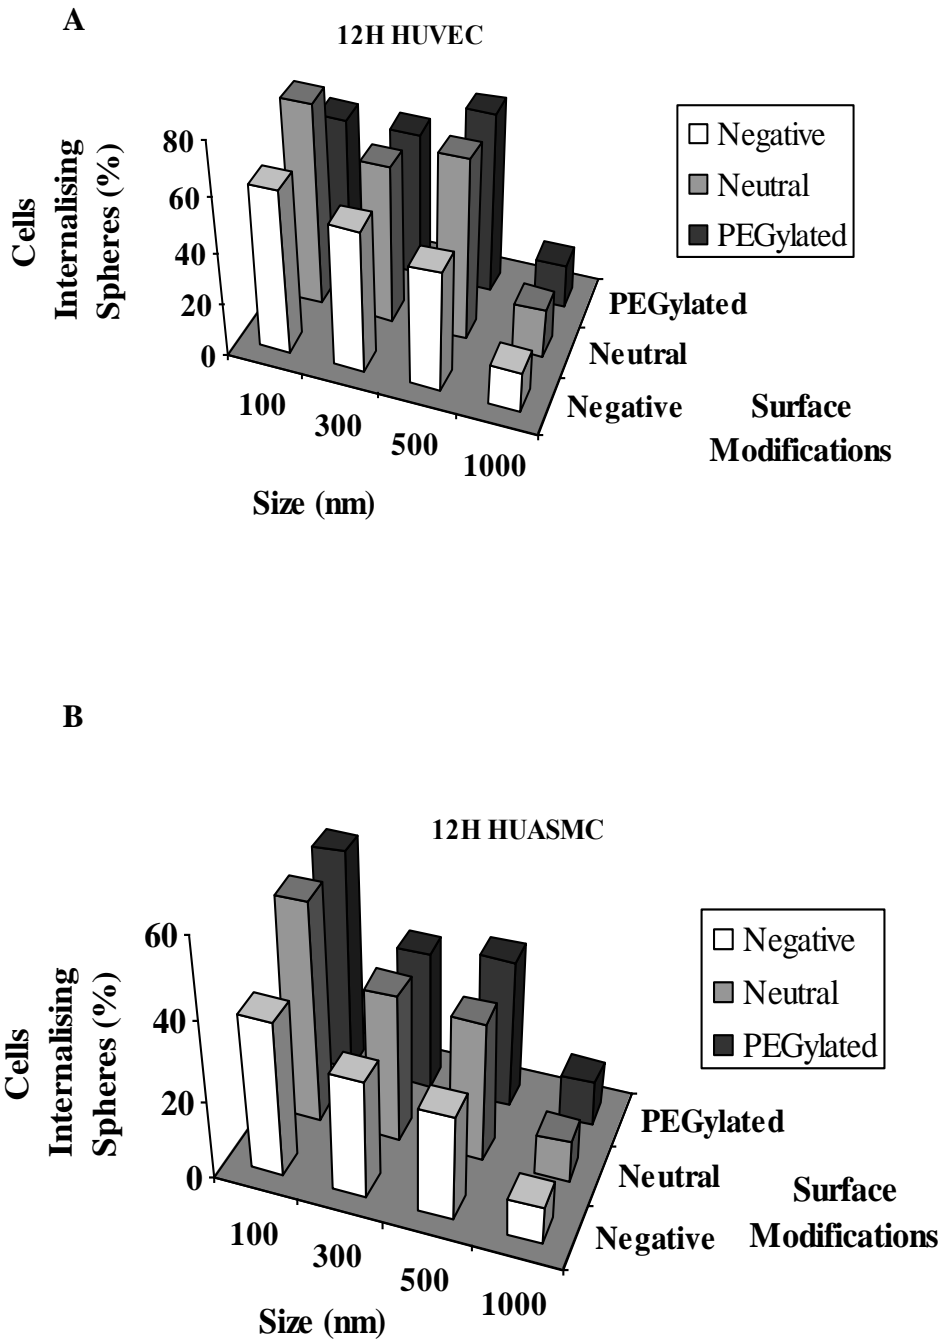 A
12H HUVEC
Cells
Internalising
Spheres (%)
80
60
40
20
0
100
300
500
1000
Size (nm)
Negative
Neutral
PEGylated
PEGylated
Neutral
Negative
Surface
Modifications
B
12H HUASMC
Cells
Internalising
Spheres (%)
60
40
20
0
100
300
500
1000
Size (nm)
Negative
Neutral
PEGylated
PEGylated
Neutral
Negative
Surface
Modifications